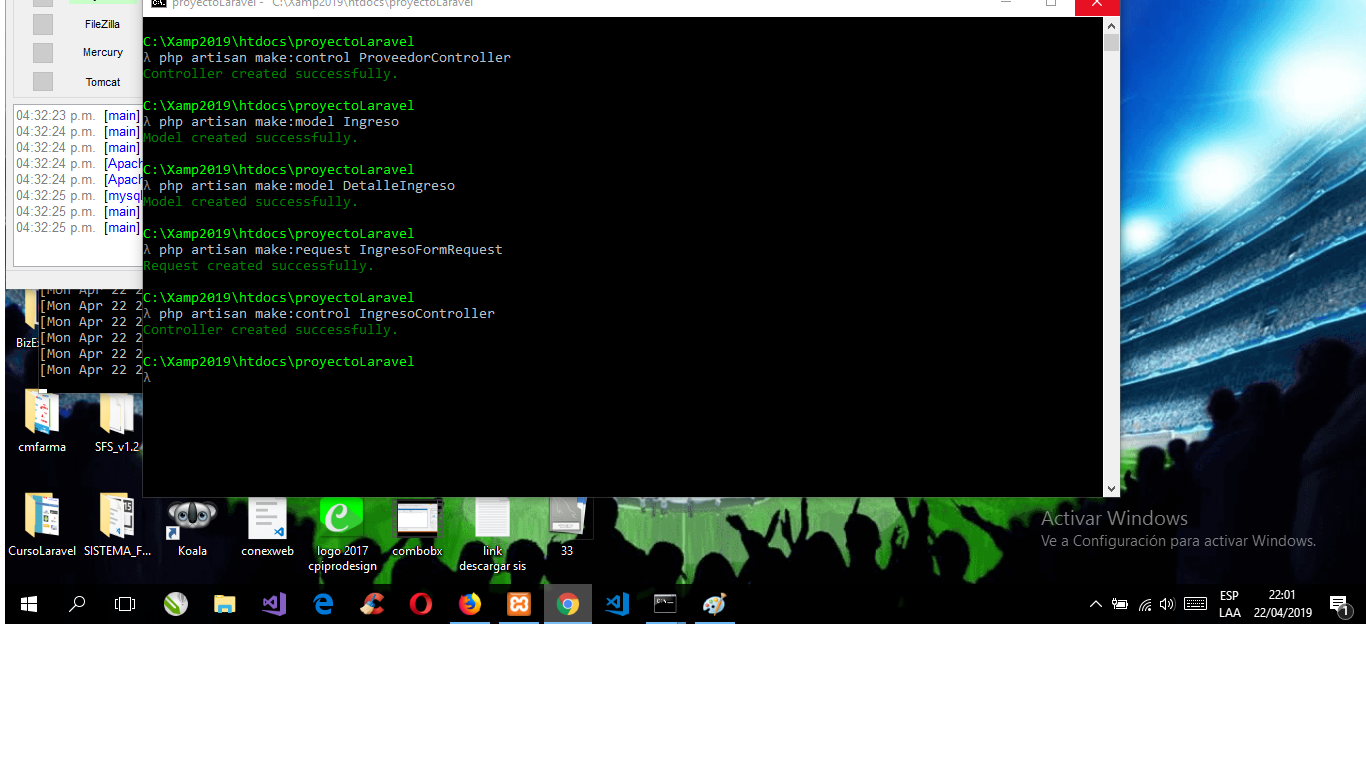 proyectoLaravel - "C:\Xamp2019\htdocs\proyectoLaravel"
FileZilla
Mercury
Tomcat
04:32:23 p.m. [main]
04:32:24 p.m. [main]
04:32:24 p.m. [main]
04:32:24 p.m. [Apach
04:32:24 p.m. [Apach
04:32:25 p.m. [mysql
04:32:25 p.m. [main]
04:32:25 p.m. [main]
C:\Xamp2019\htdocs\proyectoLaravel
λ php artisan make:control ProveedorController
Controller created successfully.
C:\Xamp2019\htdocs\proyectoLaravel
λ php artisan make:model Ingreso
Model created successfully.
C:\Xamp2019\htdocs\proyectoLaravel
λ php artisan make:model DetalleIngreso
Model created successfully.
C:\Xamp2019\htdocs\proyectoLaravel
λ php artisan make:request IngresoFormRequest
Request created successfully.
C:\Xamp2019\htdocs\proyectoLaravel
λ php artisan make:control IngresoController
Controller created successfully.
C:\Xamp2019\htdocs\proyectoLaravel
λ
[Mon Apr 22 2
[Mon Apr 22 2
[Mon Apr 22 2
[Mon Apr 22 2
[Mon Apr 22 2
[Mon Apr 22 2
BizE
cmfarma
SFS_v1.2
CursoLaravel
SISTEMA_F...
Koala
conexweb
logo 2017
cpiprodesign
combobx
link
descargar sis
33
Activar Windows
Ve a Configuración para activar Windows.
ESP
LAA
22:01
22/04/2019
1